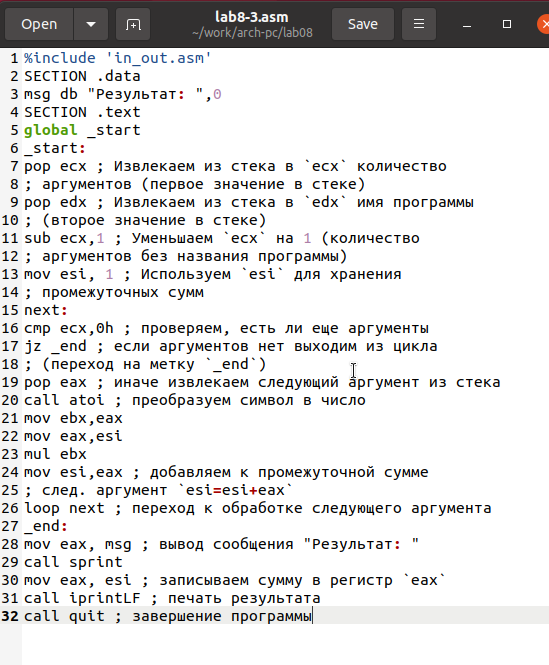 Open
lab8-3.asm
~/work/arch-pc/lab08
Save
1 %include 'in_out.asm'
2 SECTION .data
3 msg db "Результат: ",0
4 SECTION .text
5 global _start
6 _start:
7 pop ecx ; Извлекаем из стека в `ecx` количество
8 ; аргументов (первое значение в стеке)
9 pop edx ; Извлекаем из стека в `edx` имя программы
10 ; (второе значение в стеке)
11 sub ecx,1 ; Уменьшаем `ecx` на 1 (количество
12 ; аргументов без названия программы)
13 mov esi, 1 ; Используем `esi` для хранения
14 ; промежуточных сумм
15 next:
16 cmp ecx,0h ; проверяем, есть ли еще аргументы
17 jz _end ; если аргументов нет выходим из цикла
18 ; (переход на метку `_end`)
19 pop eax ; иначе извлекаем следующий аргумент из стека
20 call atoi ; преобразуем символ в число
21 mov ebx,eax
22 mov eax,esi
23 mul ebx
24 mov esi,eax ; добавляем к промежуточной сумме
25 ; след. аргумент `esi=esi+eax`
26 loop next ; переход к обработке следующего аргумента
27 _end:
28 mov eax, msg ; вывод сообщения "Результат: "
29 call sprint
30 mov eax, esi ; записываем сумму в регистр `eax`
31 call iprintLF ; печать результата
32 call quit ; завершение программы